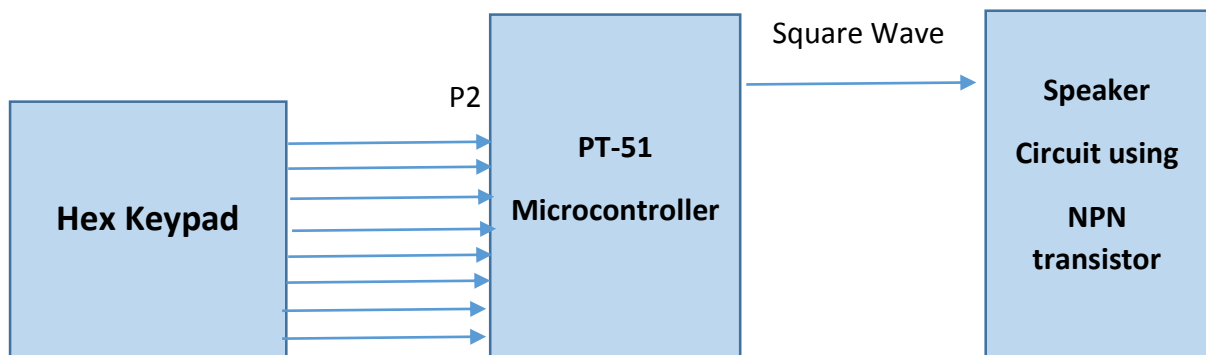 Square Wave
P2
Hex Keypad
PT-51
Microcontroller
Speaker
Circuit using
NPN
transistor